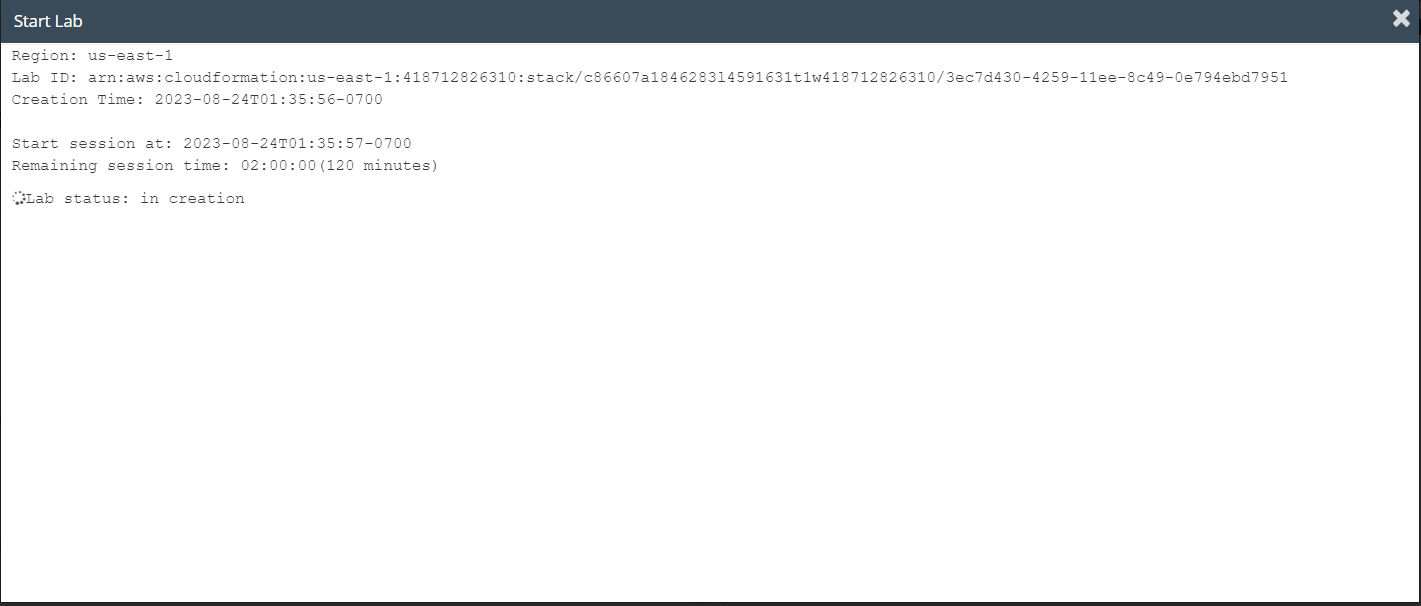 Start Lab
Region: us-east-1
Lab ID: arn:aws:cloudformation:us-east-1:418712826310:stack/c86607a184628314591631t1w418712826310/3ec7d430-4259-11ee-8c49-0e794ebd7951
Creation Time: 2023-08-24T01:35:56-0700
Start session at: 2023-08-24T01:35:57-0700
Remaining session time: 02:00:00(120 minutes)
Lab status: in creation